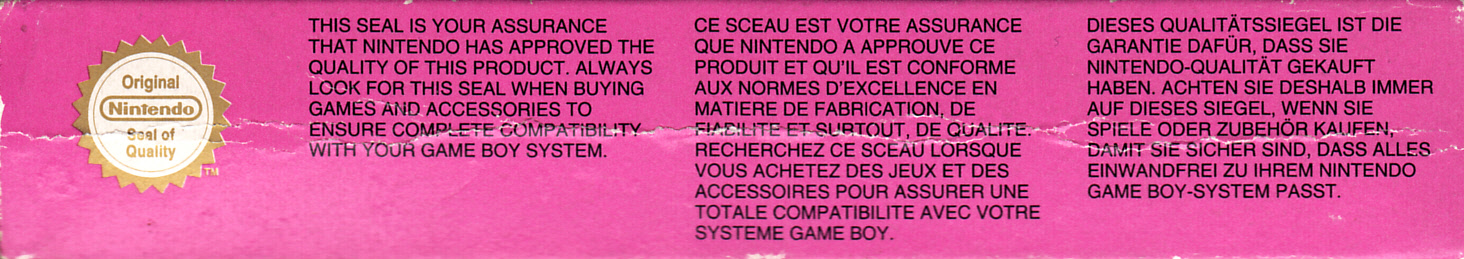 Original
Nintendo
Seal of
Quality
TM
THIS SEAL IS YOUR ASSURANCE
THAT NINTENDO HAS APPROVED THE
QUALITY OF THIS PRODUCT. ALWAYS
LOOK FOR THIS SEAL WHEN BUYING
GAMES AND ACCESSORIES TO
ENSURE COMPLETE COMPATIBILITY
WITH YOUR GAME BOY SYSTEM.
CE SCEAU EST VOTRE ASSURANCE
QUE NINTENDO A APPROUVE CE
PRODUIT ET QU'IL EST CONFORME
AUX NORMES D'EXCELLENCE EN
MATIERE DE FABRICATION, DE
FIABILITE ET SURTOUT, DE QUALITE.
RECHERCHEZ CE SCEAU LORSQUE
VOUS ACHETEZ DES JEUX ET DES
ACCESSOIRES POUR ASSURER UNE
TOTALE COMPATIBILITE AVEC VOTRE
SYSTEME GAME BOY.
DIESES QUALITÄTSSIEGEL IST DIE
GARANTIE DAFÜR, DASS SIE
NINTENDO-QUALITÄT GEKAUFT
HABEN. ACHTEN SIE DESHALB IMMER
AUF DIESES SIEGEL, WENN SIE
SPIELE ODER ZUBEHÖR KAUFEN,
DAMIT SIE SICHER SIND, DASS ALLES
EINWANDFREI ZU IHREM NINTENDO
GAME BOY-SYSTEM PASST.